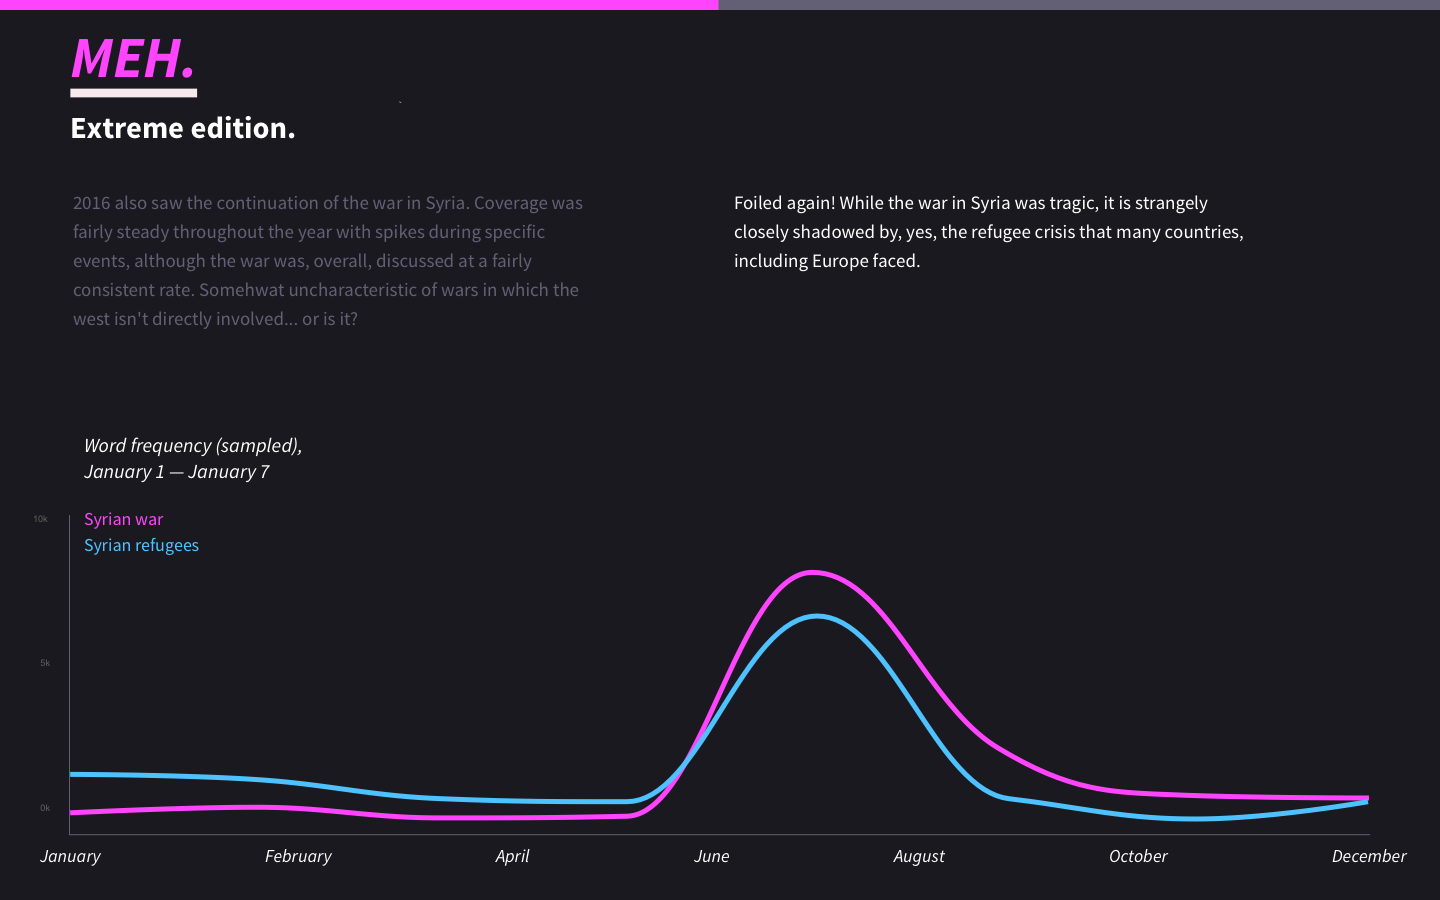 MEH.
Extreme edition.
2016 also saw the continuation of the war in Syria. Coverage was
fairly steady throughout the year with spikes during specific
events, although the war was, overall, discussed at a fairly
consistent rate. Somehwat uncharacteristic of wars in which the
west isn't directly involved... or is it?
Foiled again! While the war in Syria was tragic, it is strangely
closely shadowed by, yes, the refugee crisis that many countries,
including Europe faced.
Word frequency (sampled),
January 1 — January 7
Syrian war
Syrian refugees
10k
5k
0k
January February April June August October December